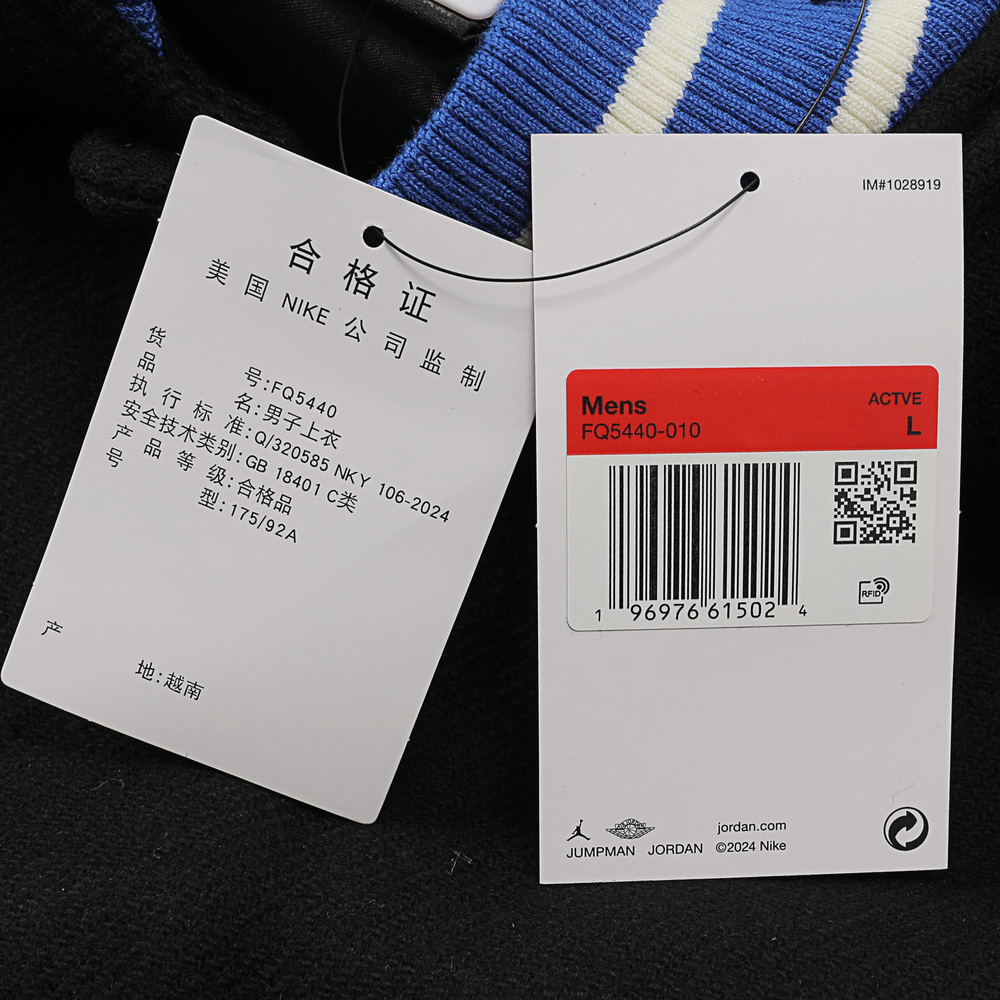 合格证
美国 NIKE 公司监制
货号:FQ5440
品名:男子上衣
执行标准:Q/320585 NKY 106-2024
安全技术类别:GB 18401 C类
产品等级:合格品
号型:175/92A
产地:越南
IM#1028919
Mens ACTVE
FQ5440-010 L
1 96976 61502 4
RFID
jordan.com
JUMPMAN JORDAN ©2024 Nike